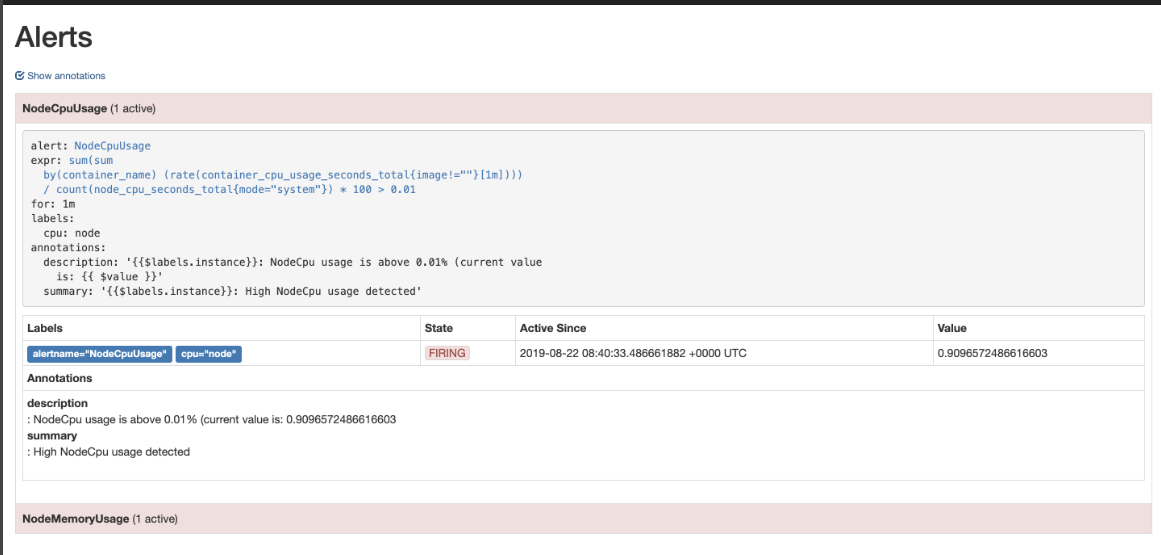 Alerts
Show annotations
NodeCpuUsage (1 active)
alert: NodeCpuUsage
expr: sum(sum
by(container_name) (rate(container_cpu_usage_seconds_total{image!=""}[1m])))
/ count(node_cpu_seconds_total{mode="system"}) * 100 > 0.01
for: 1m
labels:
cpu: node
annotations:
description: '{{$labels.instance}}: NodeCpu usage is above 0.01% (current value
is: {{ $value }}'
summary: '{{$labels.instance}}: High NodeCpu usage detected'
Labels State Active Since Value
alertname="NodeCpuUsage" cpu="node" FIRING 2019-08-22 08:40:33.486661882 +0000 UTC 0.9096572486616603
Annotations
description
: NodeCpu usage is above 0.01% (current value is: 0.9096572486616603
summary
: High NodeCpu usage detected
NodeMemoryUsage (1 active)